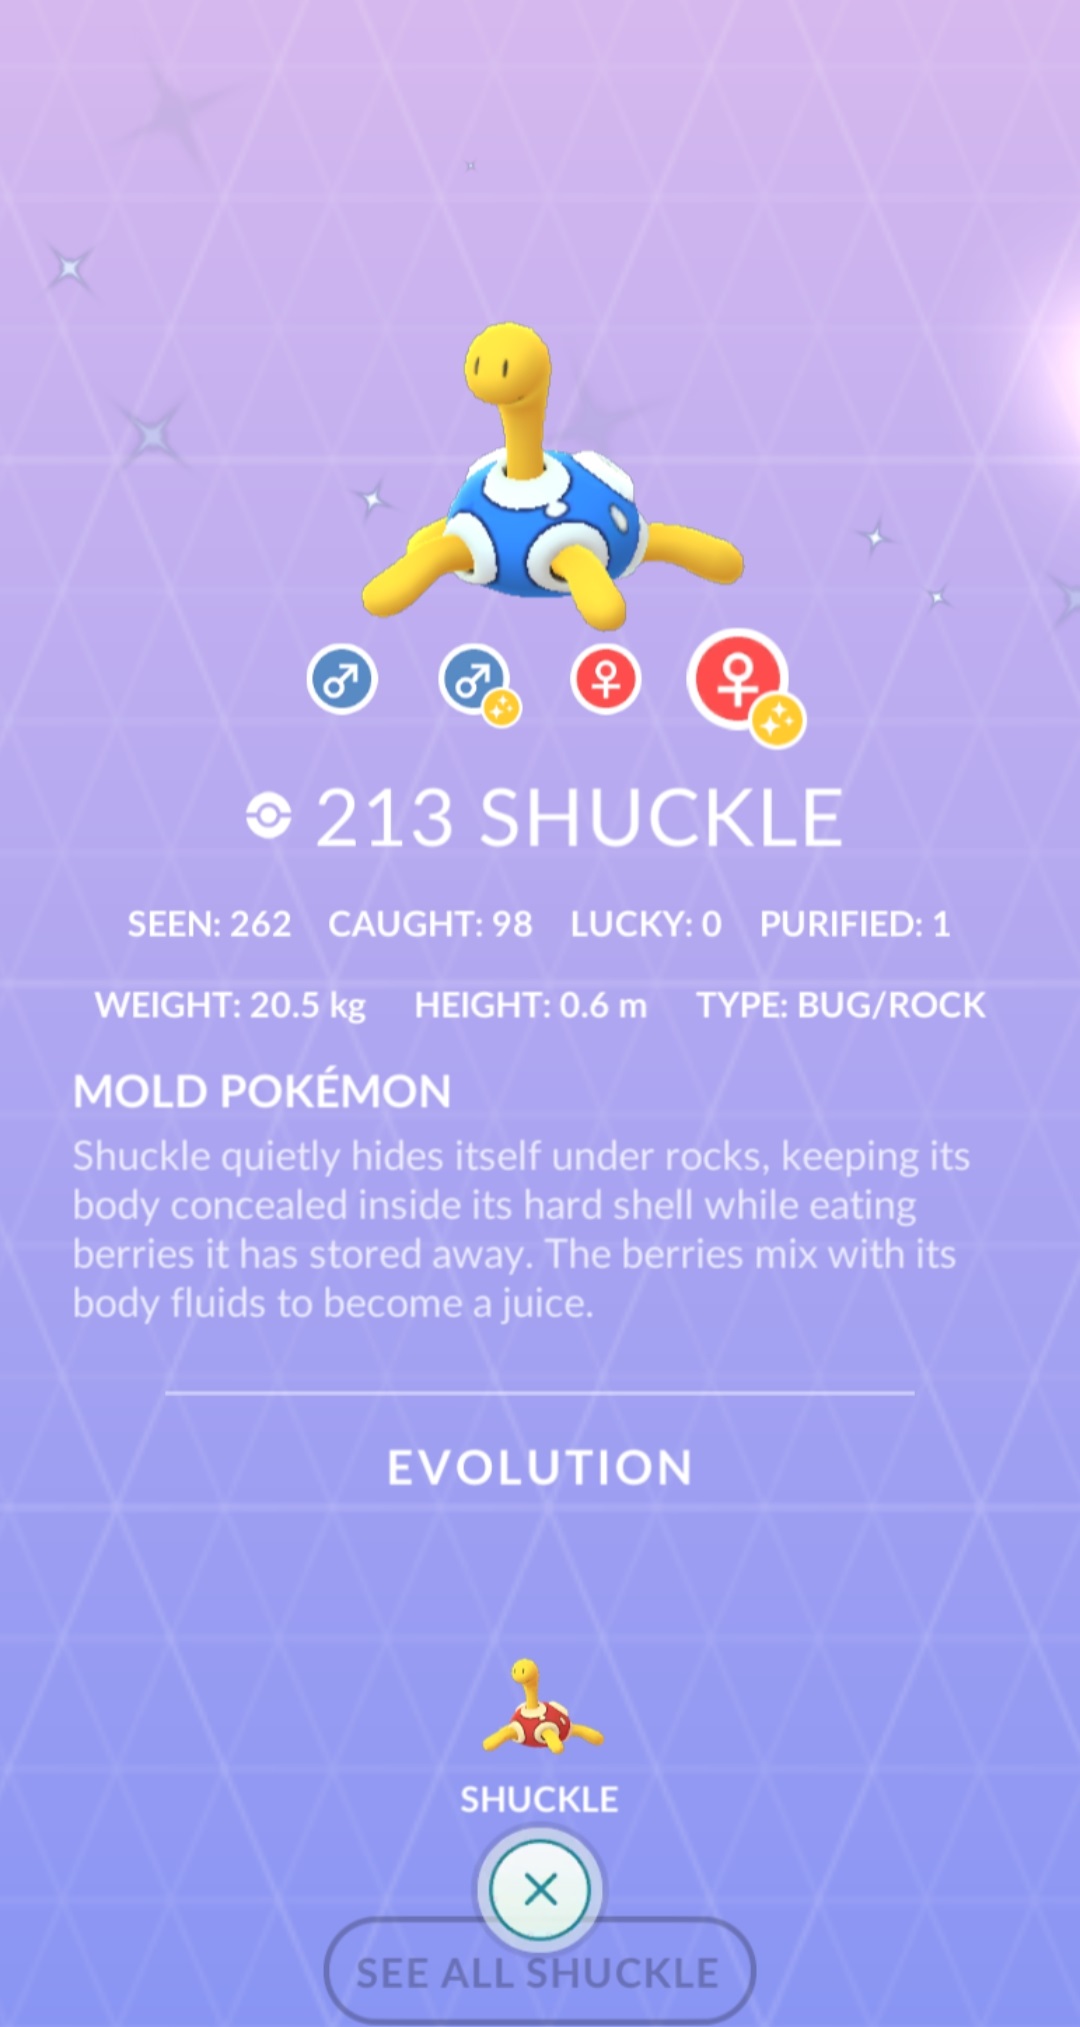 213 SHUCKLE
SEEN: 262 CAUGHT: 98 LUCKY: 0 PURIFIED: 1
WEIGHT: 20.5 kg HEIGHT: 0.6 m TYPE: BUG/ROCK
MOLD POKÉMON
Shuckle quietly hides itself under rocks, keeping its
body concealed inside its hard shell while eating
berries it has stored away. The berries mix with its
body fluids to become a juice.
EVOLUTION
SHUCKLE
SEE ALL SHUCKLE